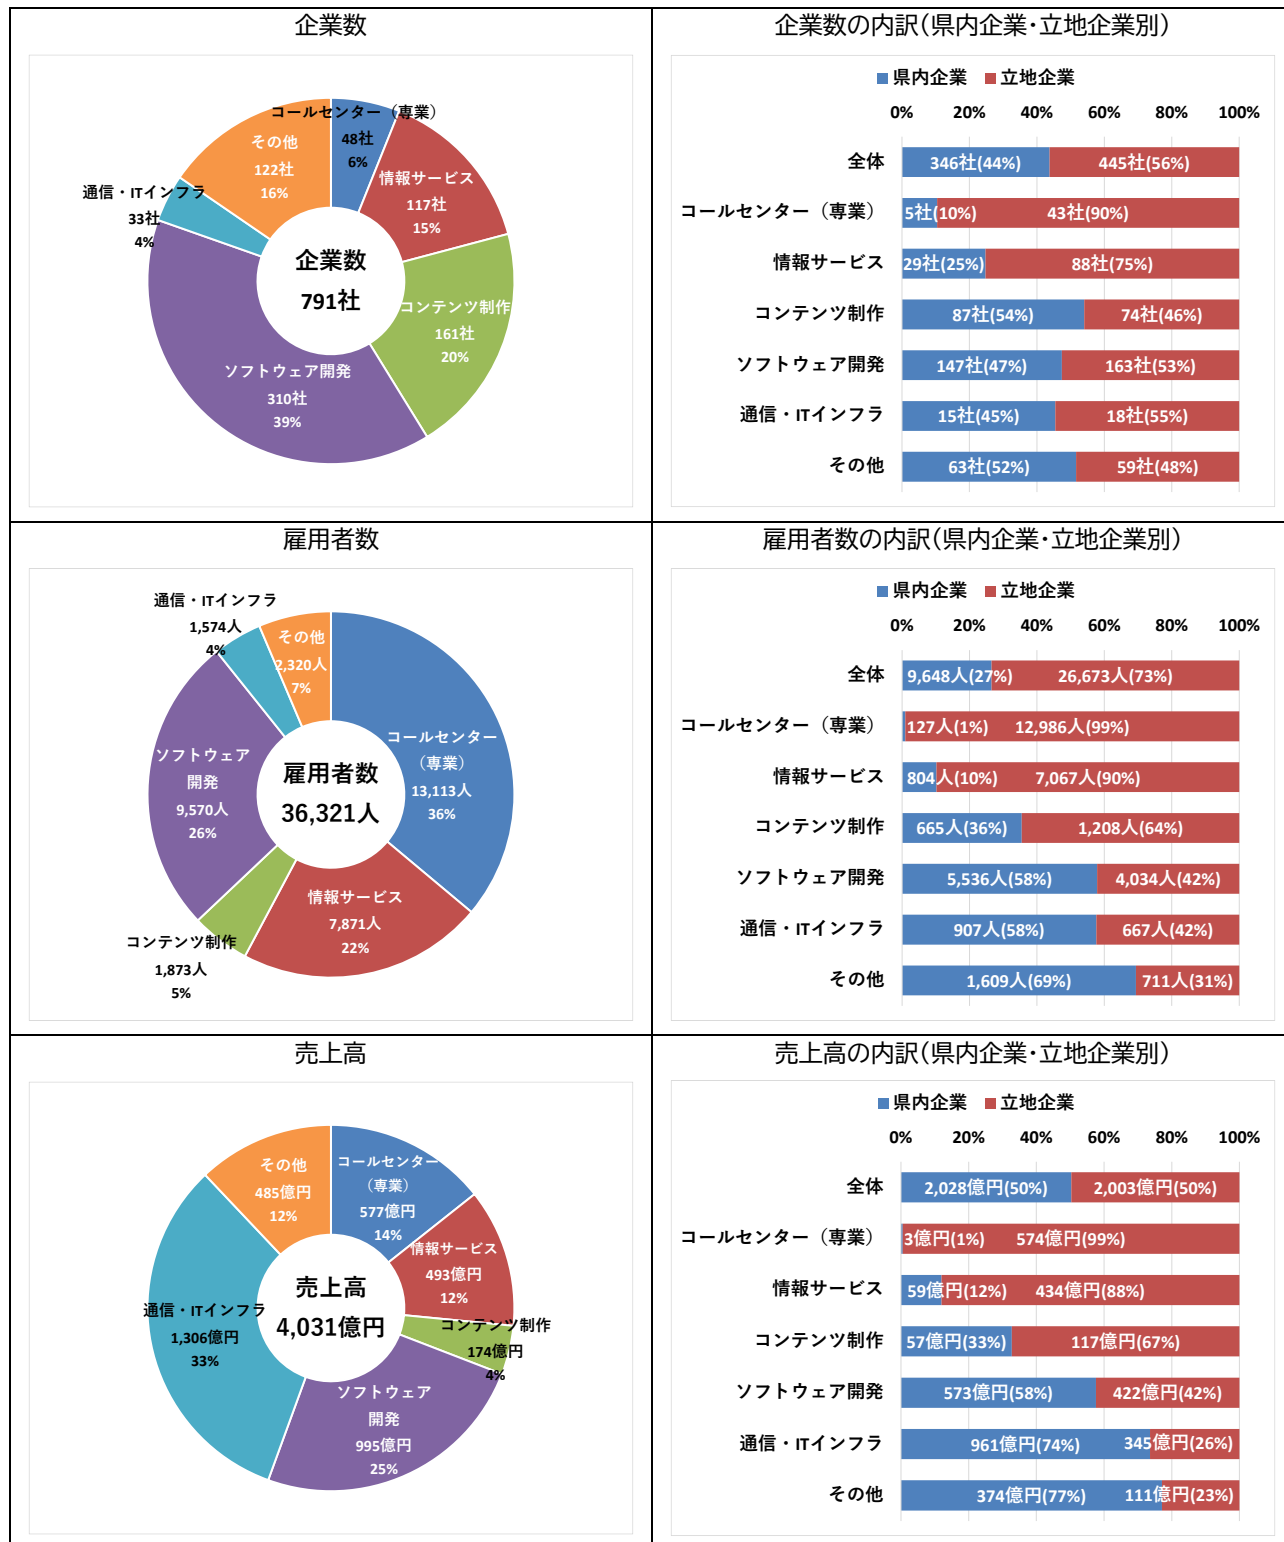 企業数
コールセンター（専業）
48社
6%
情報サービス
117社
15%
コンテンツ制作
161社
20%
ソフトウェア開発
310社
39%
通信・ITインフラ
33社
4%
その他
122社
16%
企業数
791社
企業数の内訳（県内企業・立地企業別）
県内企業 立地企業
0% 20% 40% 60% 80% 100%
全体 346社(44%) 445社(56%)
コールセンター（専業） 5社(10%) 43社(90%)
情報サービス 29社(25%) 88社(75%)
コンテンツ制作 87社(54%) 74社(46%)
ソフトウェア開発 147社(47%) 163社(53%)
通信・ITインフラ 15社(45%) 18社(55%)
その他 63社(52%) 59社(48%)
雇用者数
コールセンター
（専業）
13,113人
36%
情報サービス
7,871人
22%
コンテンツ制作
1,873人
5%
ソフトウェア
開発
9,570人
26%
通信・ITインフラ
1,574人
4%
その他
2,320人
7%
雇用者数
36,321人
雇用者数の内訳（県内企業・立地企業別）
県内企業 立地企業
0% 20% 40% 60% 80% 100%
全体 9,648人(27%) 26,673人(73%)
コールセンター（専業） 127人(1%) 12,986人(99%)
情報サービス 804人(10%) 7,067人(90%)
コンテンツ制作 665人(36%) 1,208人(64%)
ソフトウェア開発 5,536人(58%) 4,034人(42%)
通信・ITインフラ 907人(58%) 667人(42%)
その他 1,609人(69%) 711人(31%)
売上高
コールセンター
（専業）
577億円
14%
情報サービス
493億円
12%
コンテンツ制作
174億円
4%
ソフトウェア
開発
995億円
25%
通信・ITインフラ
1,306億円
33%
その他
485億円
12%
売上高
4,031億円
売上高の内訳（県内企業・立地企業別）
県内企業 立地企業
0% 20% 40% 60% 80% 100%
全体 2,028億円(50%) 2,003億円(50%)
コールセンター（専業） 3億円(1%) 574億円(99%)
情報サービス 59億円(12%) 434億円(88%)
コンテンツ制作 57億円(33%) 117億円(67%)
ソフトウェア開発 573億円(58%) 422億円(42%)
通信・ITインフラ 961億円(74%) 345億円(26%)
その他 374億円(77%) 111億円(23%)